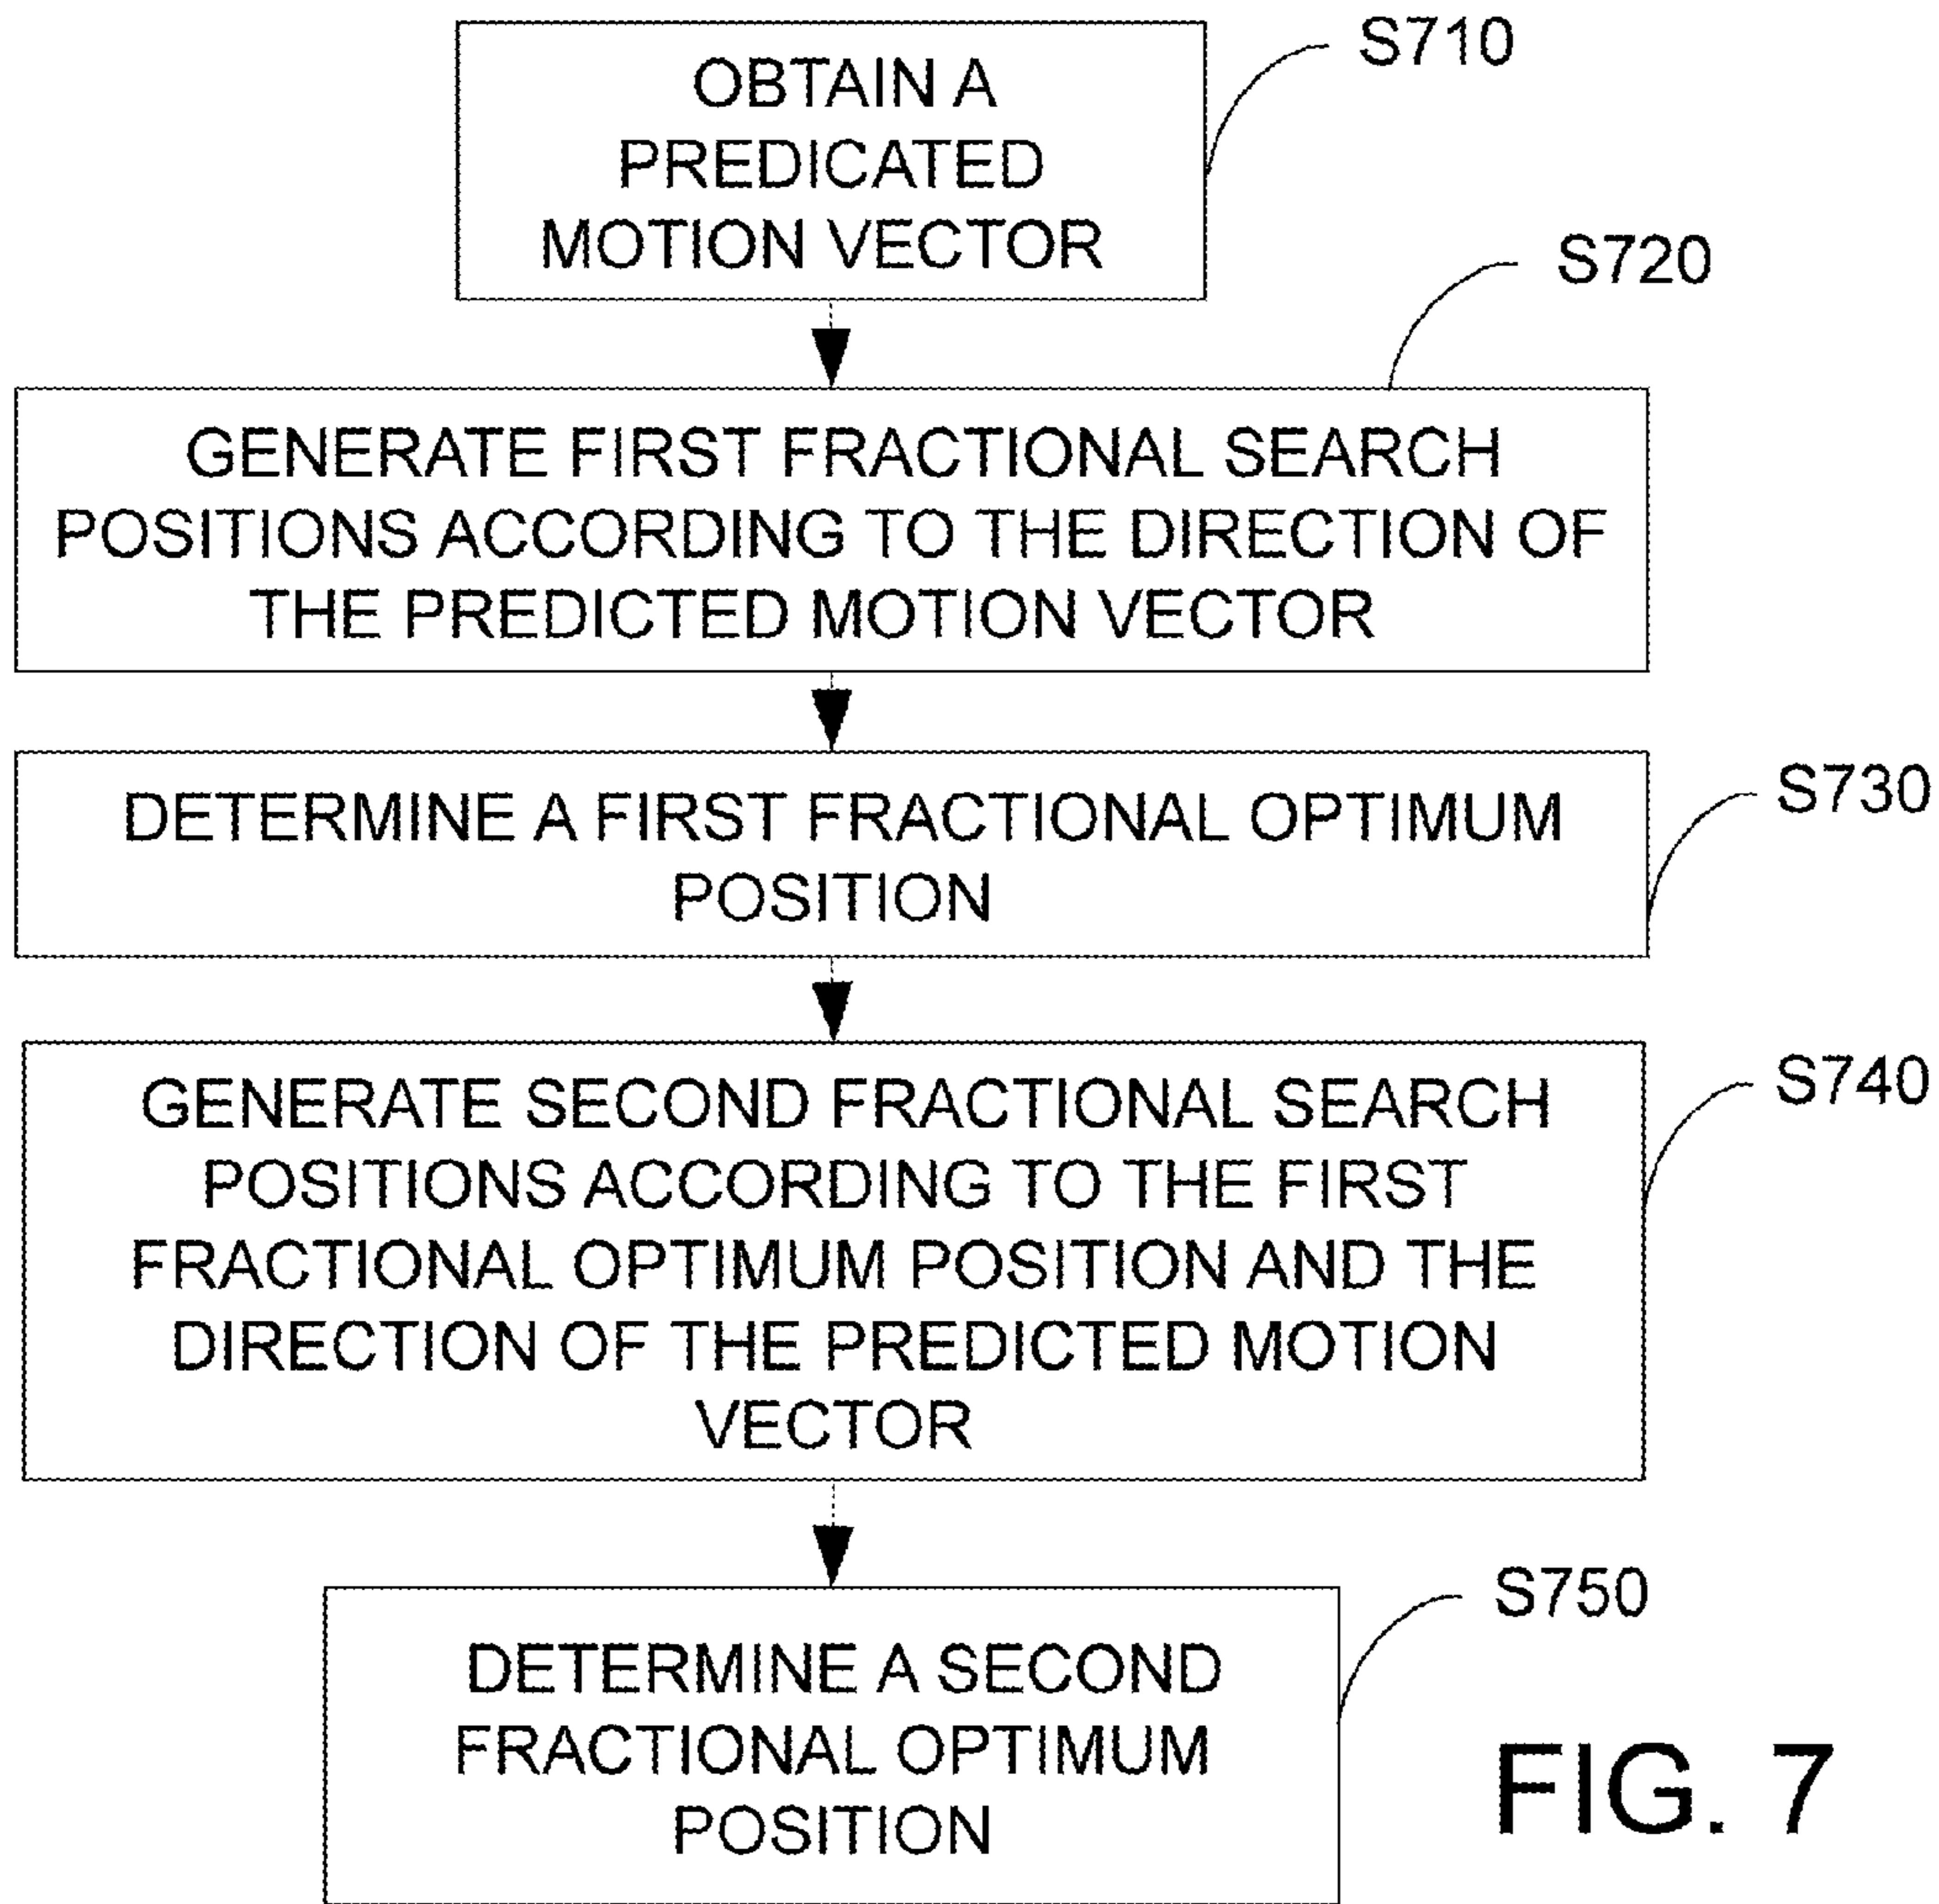 OBTAIN A
PREDICATED
MOTION VECTOR
S710
GENERATE FIRST FRACTIONAL SEARCH
POSITIONS ACCORDING TO THE DIRECTION OF
THE PREDICTED MOTION VECTOR
S720
DETERMINE A FIRST FRACTIONAL OPTIMUM
POSITION
S730
GENERATE SECOND FRACTIONAL SEARCH
POSITIONS ACCORDING TO THE FIRST
FRACTIONAL OPTIMUM POSITION AND THE
DIRECTION OF THE PREDICTED MOTION
VECTOR
S740
DETERMINE A SECOND
FRACTIONAL OPTIMUM
POSITION
S750
FIG. 7